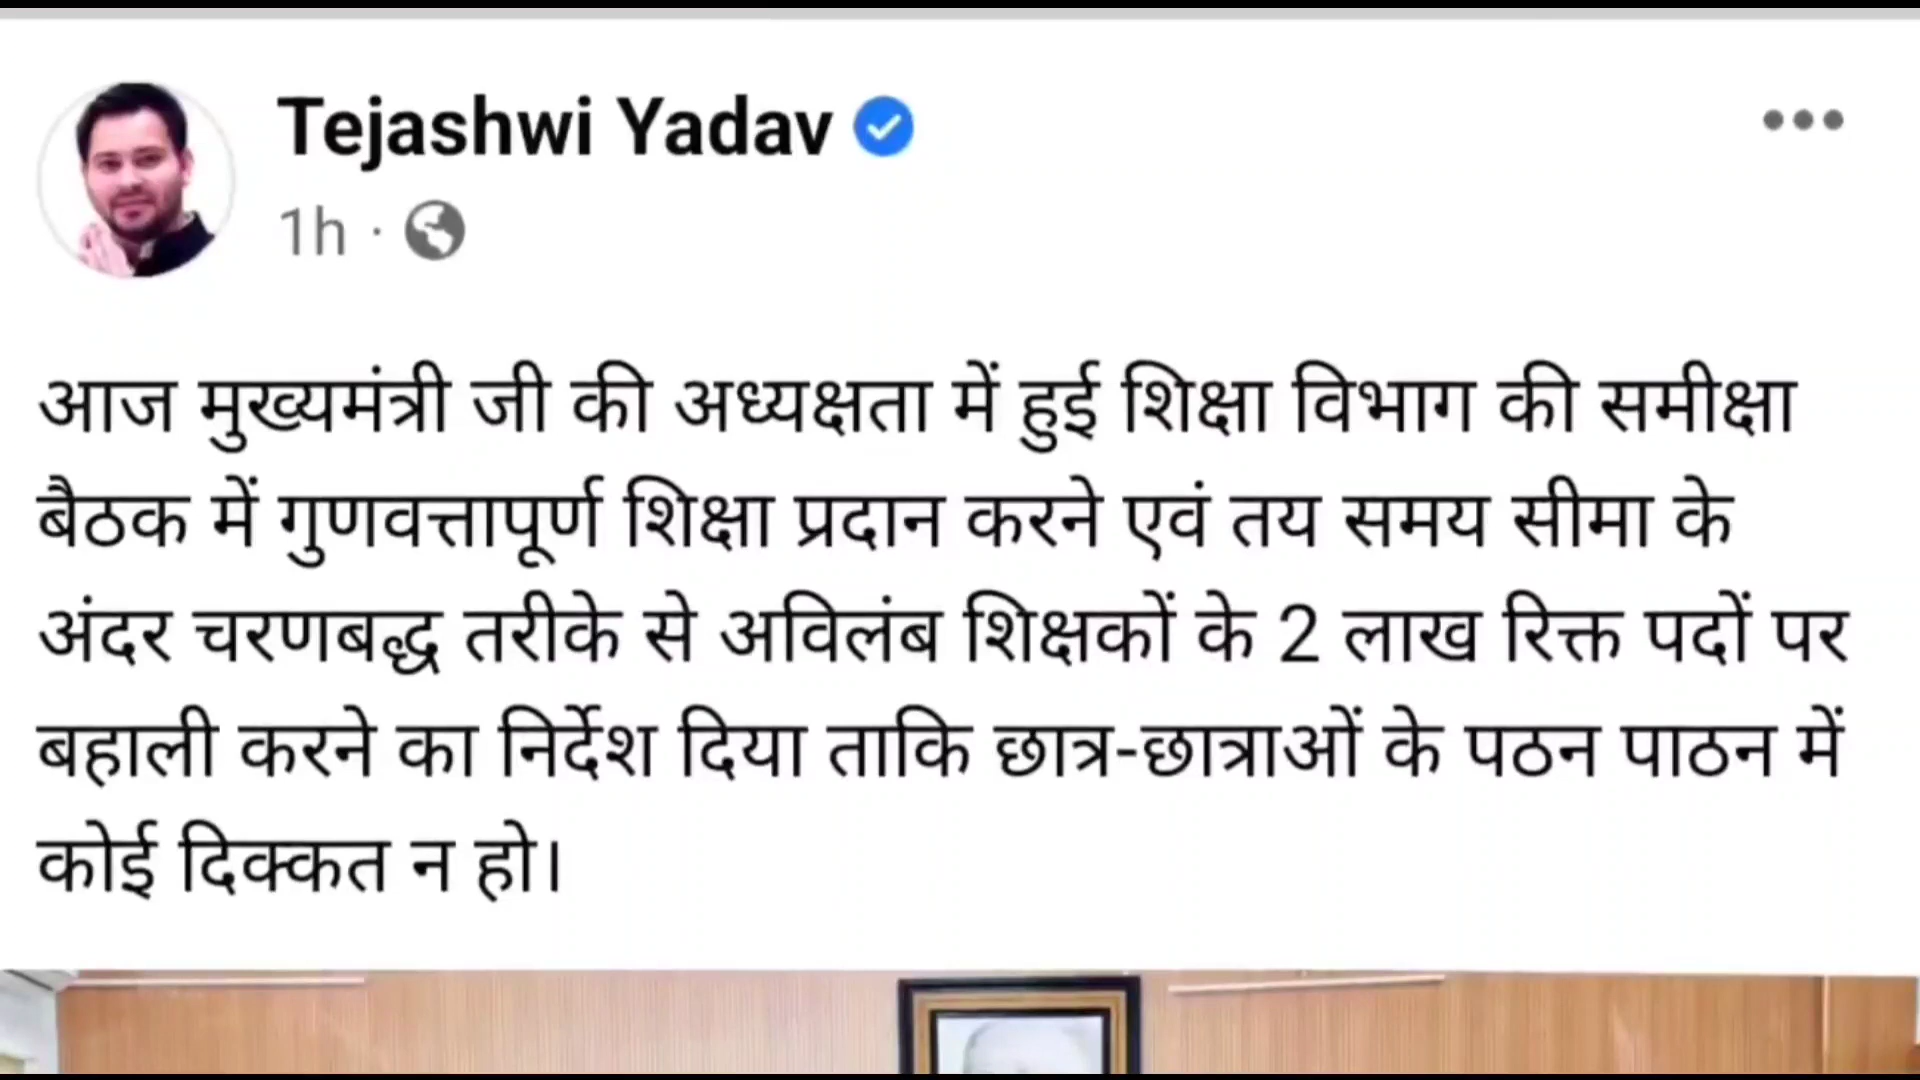 Tejashwi Yadav
1h ·
आज मुख्यमंत्री जी की अध्यक्षता में हुई शिक्षा विभाग की समीक्षा
बैठक में गुणवत्तापूर्ण शिक्षा प्रदान करने एवं तय समय सीमा के
अंदर चरणबद्ध तरीके से अविलंब शिक्षकों के 2 लाख रिक्त पदों पर
बहाली करने का निर्देश दिया ताकि छात्र-छात्राओं के पठन पाठन में
कोई दिक्कत न हो।